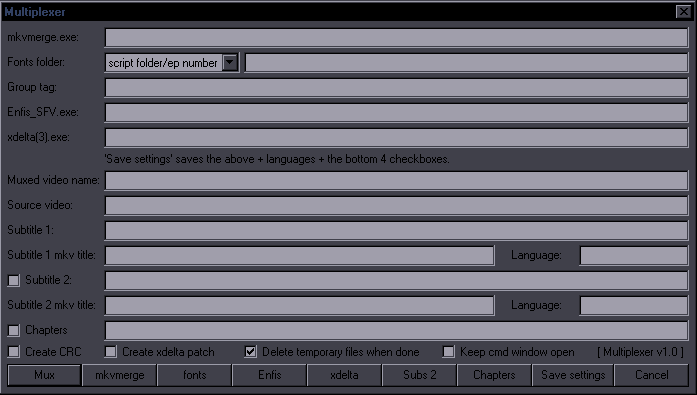 Multiplexer
mkvmerge.exe:
Fonts folder: script folder/ep number
Group tag:
Enfis_SFV.exe:
xdelta(3).exe:
'Save settings' saves the above + languages + the bottom 4 checkboxes.
Muxed video name:
Source video:
Subtitle 1:
Subtitle 1 mkv title: Language:
Subtitle 2:
Subtitle 2 mkv title: Language:
Chapters
Create CRC Create xdelta patch Delete temporary files when done Keep cmd window open [ Multiplexer v1.0 ]
Mux mkvmerge fonts Enfis xdelta Subs 2 Chapters Save settings Cancel